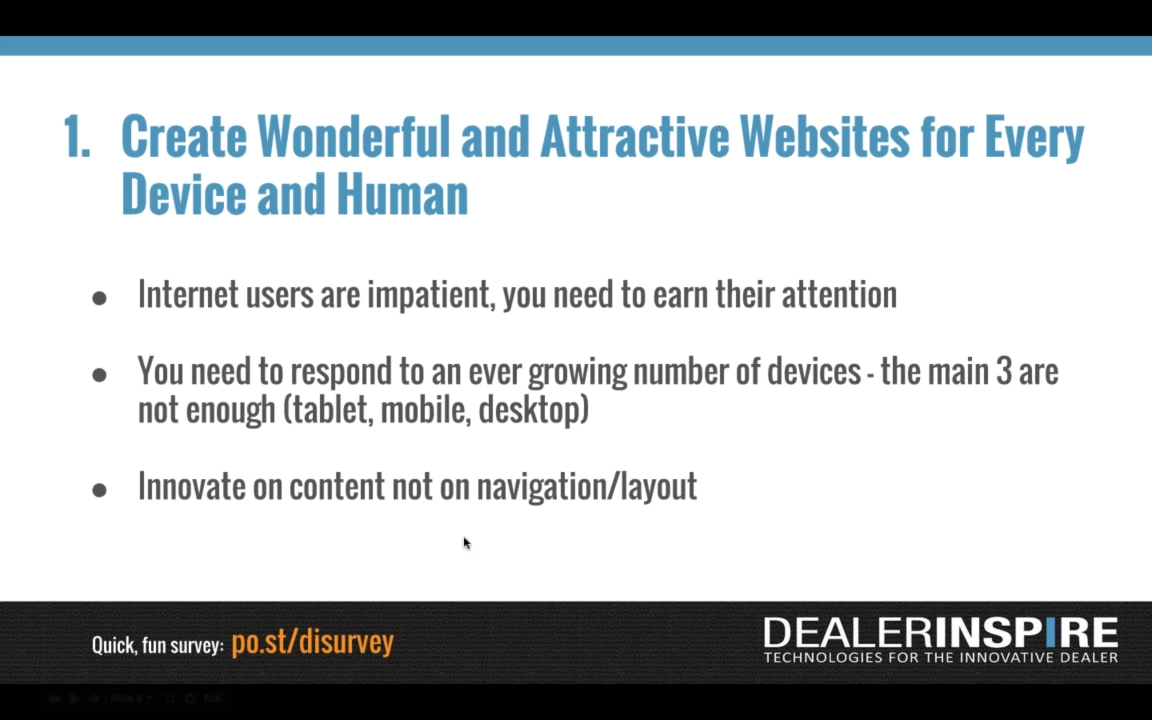 1. Create Wonderful and Attractive Websites for Every
Device and Human
● Internet users are impatient, you need to earn their attention
● You need to respond to an ever growing number of devices - the main 3 are
not enough (tablet, mobile, desktop)
● Innovate on content not on navigation/layout
Quick, fun survey: po.st/disurvey
DEALERINSPIRE
TECHNOLOGIES FOR THE INNOVATIVE DEALER